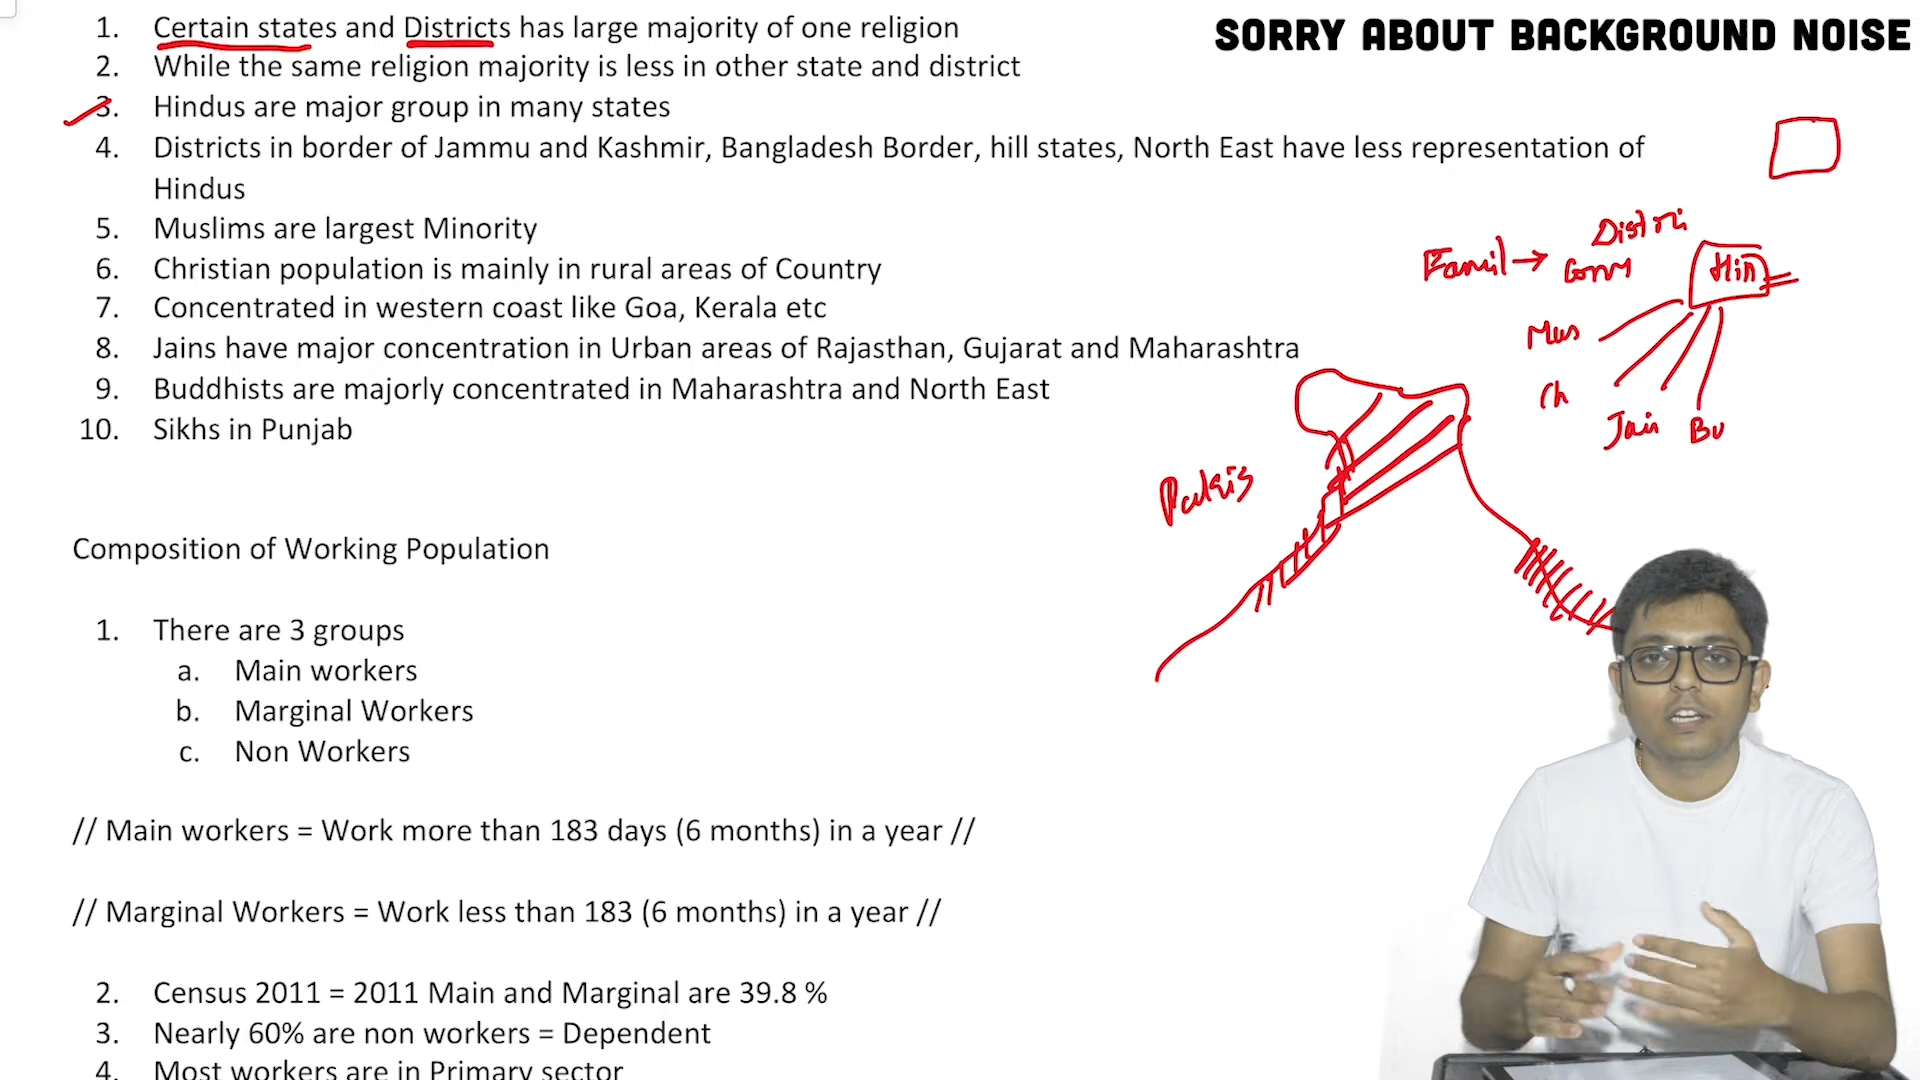 SORRY ABOUT BACKGROUND NOISE
1. Certain states and Districts has large majority of one religion
2. While the same religion majority is less in other state and district
3. Hindus are major group in many states
4. Districts in border of Jammu and Kashmir, Bangladesh Border, hill states, North East have less representation of
Hindus
5. Muslims are largest Minority
6. Christian population is mainly in rural areas of Country
7. Concentrated in western coast like Goa, Kerala etc
8. Jains have major concentration in Urban areas of Rajasthan, Gujarat and Maharashtra
9. Buddhists are majorly concentrated in Maharashtra and North East
10. Sikhs in Punjab
Distri
Famil →
Hin
Mus
Ch
Jain Bu
Pakis
Composition of Working Population
1. There are 3 groups
a. Main workers
b. Marginal Workers
c. Non Workers
// Main workers = Work more than 183 days (6 months) in a year //
// Marginal Workers = Work less than 183 (6 months) in a year //
2. Census 2011 = 2011 Main and Marginal are 39.8 %
3. Nearly 60% are non workers = Dependent
4. Most workers are in Primary sector